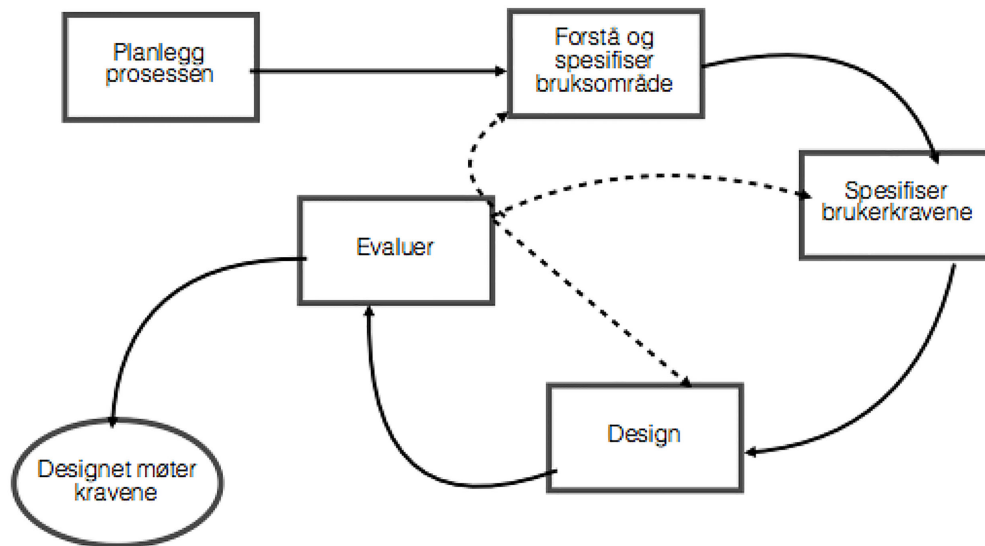 Planlegg
prosessen
Forstå og
spesifiser
bruksområde
Spesifiser
brukerkravene
Evaluer
Design
Designet møter
kravene